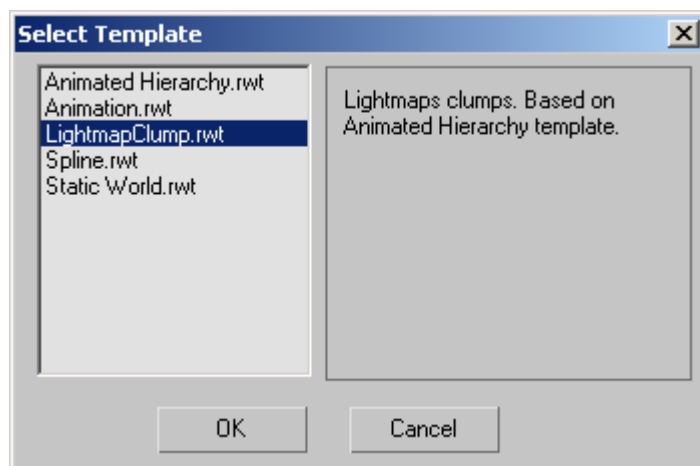 Select Template
Animated Hierarchy.rwt
Animation.rwt
LightmapClump.rwt
Spline.rwt
Static World.rwt
Lightmaps clumps. Based on
Animated Hierarchy template.
OK
Cancel